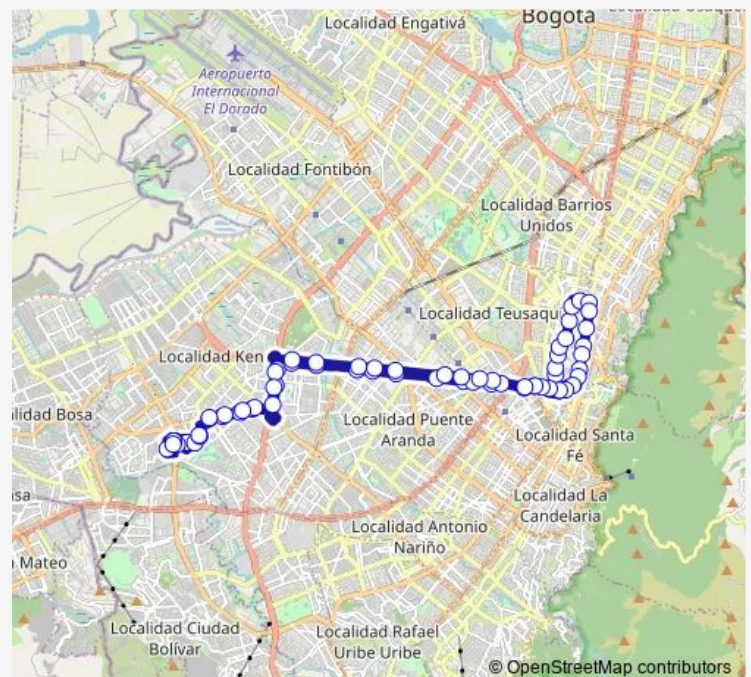 Localidad Engativá
Bogotá
Aeropuerto
Internacional
El Dorado
Localidad Fontibón
Localidad Barrios
Unidos
Localidad Teusaqu
Localidad Ken
alidad Bosa
Localidad Puente
Aranda
Localidad Santa
Fé
sa
Localidad La
Candelaria
Localidad Antonio
Nariño
Mateo
Localidad Ciudad
Bolívar
Localidad Rafael
Uribe Uribe
© OpenStreetMap contributors